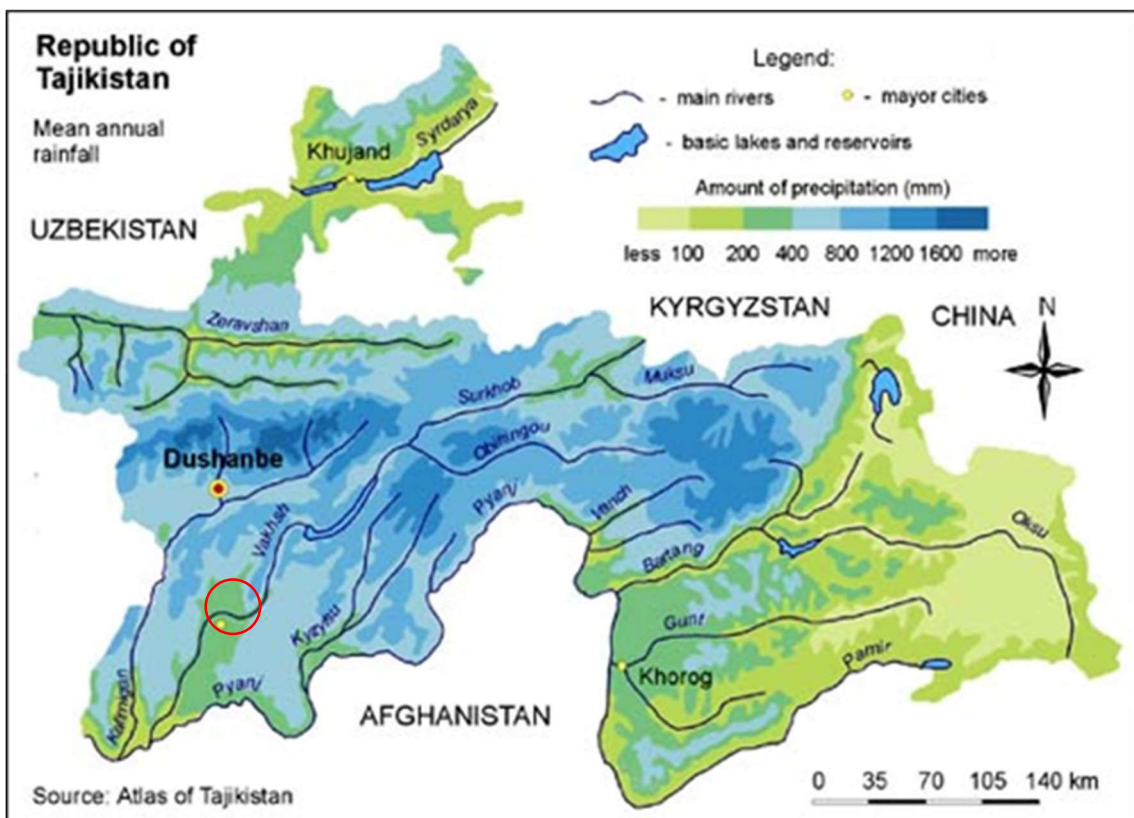 Republic of
Tajikistan
Mean annual
rainfall
Legend:
- main rivers
- mayor cities
- basic lakes and reservoirs
Amount of precipitation (mm)
less 100 200 400 800 1200 1600 more
Syrdarya
Khujand
UZBEKISTAN
KYRGYZSTAN
CHINA
N
Zeravshan
Surkhob
Muksu
Obihingou
Dushanbe
Pyanj
Vanch
Vakhsh
Oksu
Bartang
Kyzylsu
Gunt
Pamir
Khorog
Pyanj
Kafirnigan
AFGHANISTAN
0 35 70 105 140 km
Source: Atlas of Tajikistan